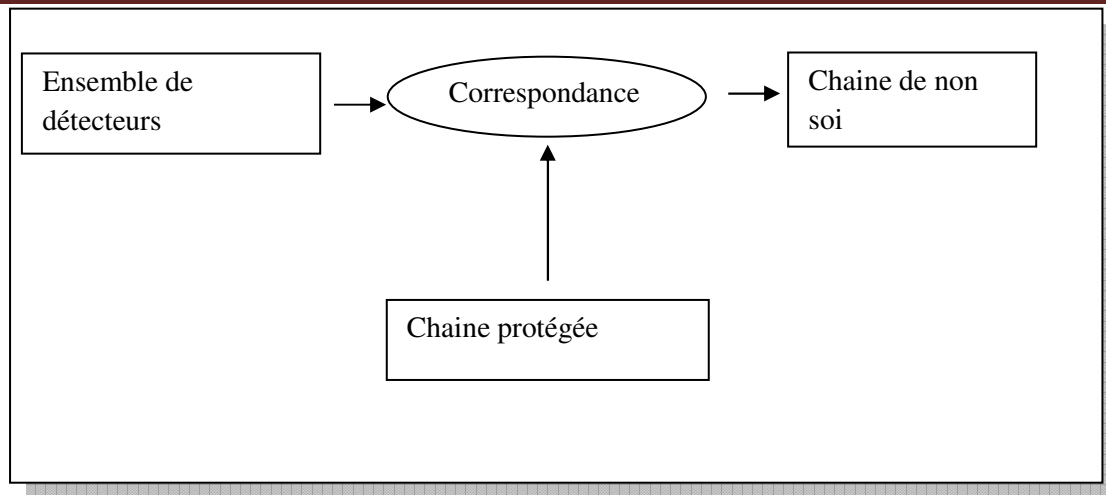 Ensemble de
détecteurs
Correspondance
Chaine de non
soi
Chaine protégée